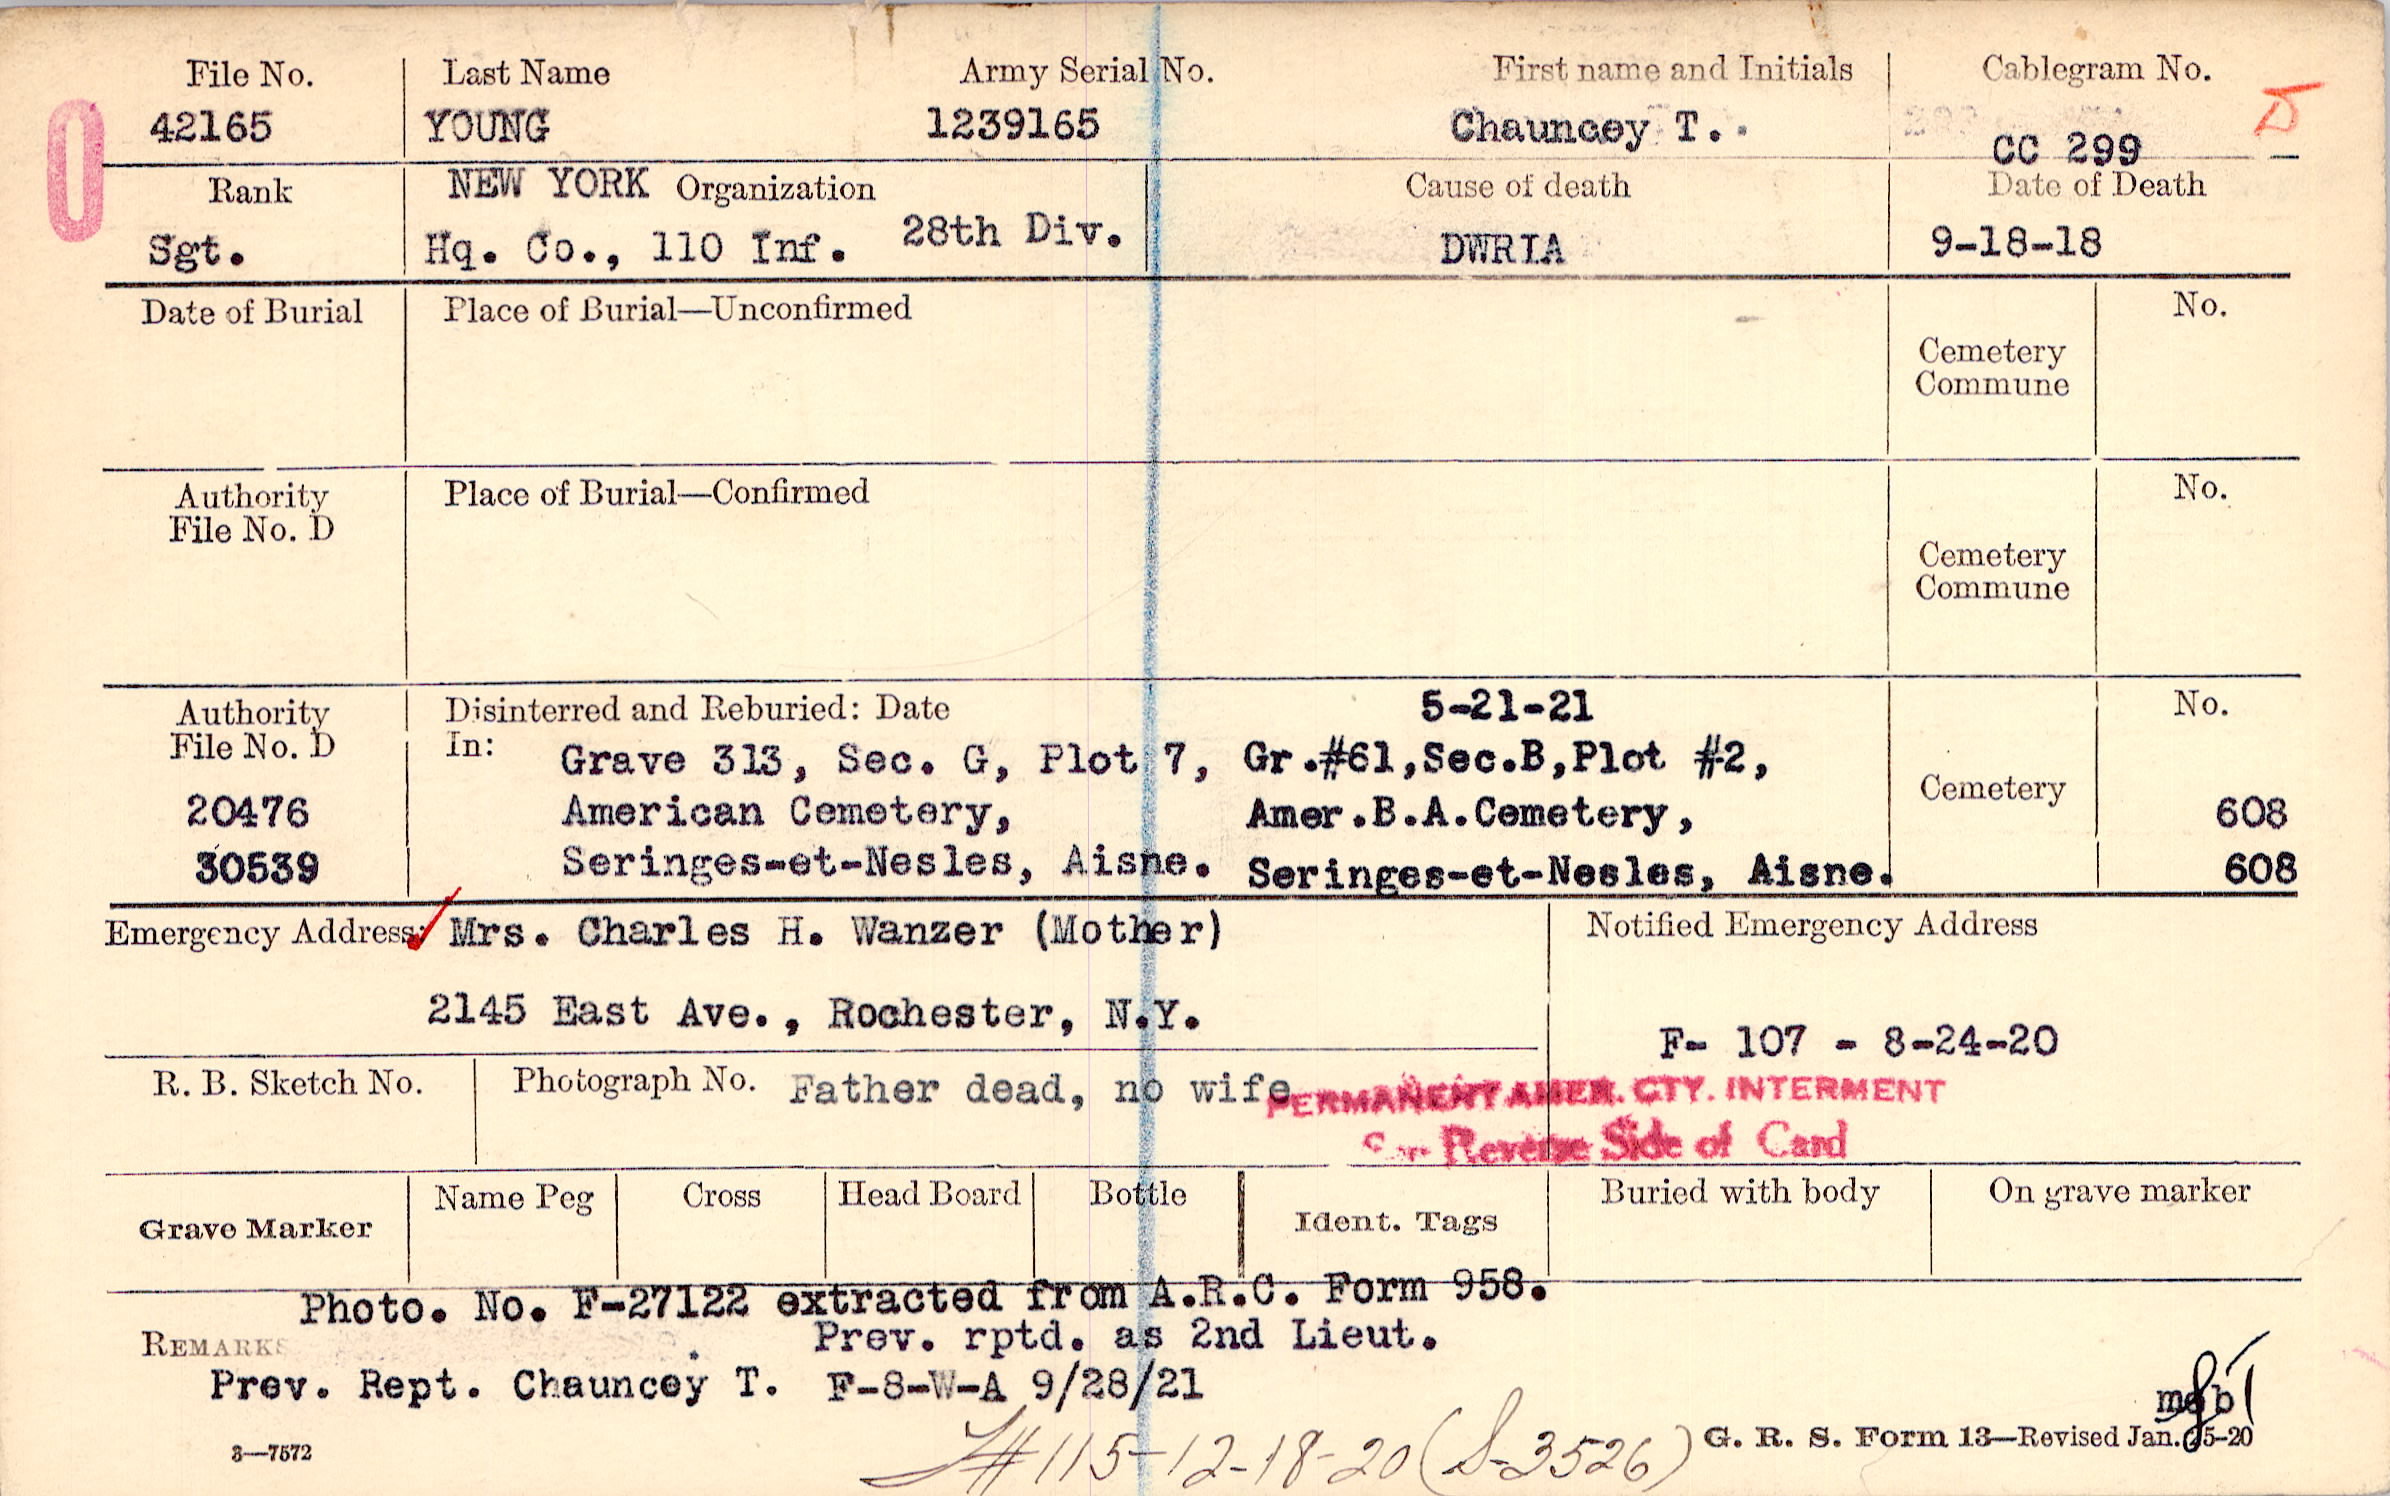 File No. Last Name Army Serial No. First name and Initials Cablegram No.
42165 YOUNG 1239165 Chauncey T. CC 299
Rank NEW YORK Organization Cause of death Date of Death
Sgt. Hq. Co., 110 Inf. 28th Div. DWRIA 9-18-18
Date of Burial Place of Burial—Unconfirmed No.
Cemetery
Commune
Authority Place of Burial—Confirmed No.
File No. D
Cemetery
Commune
Authority Disinterred and Reburied: Date 5-21-21 No.
File No. D In: Grave 313, Sec. G, Plot 7, Gr.#61,Sec.B,Plot #2,
Cemetery
20476 American Cemetery, Amer.B.A.Cemetery, 608
30539 Seringes-et-Nesles, Aisne. Seringes-et-Nesles, Aisne. 608
Emergency Address: Mrs. Charles H. Wanzer (Mother) Notified Emergency Address
2145 East Ave., Rochester, N.Y.
F- 107 - 8-24-20
R. B. Sketch No. Photograph No. Father dead, no wife
PERMANENT AMER. CTY. INTERMENT
See Reverse Side of Card
Grave Marker Name Peg Cross Head Board Bottle Ident. Tags Buried with body On grave marker
Photo. No. F-27122 extracted from A.R.C. Form 958.
REMARKS Prev. rptd. as 2nd Lieut.
Prev. Rept. Chauncey T. F-8-W-A 9/28/21
#115-12-18-20 (S-3526)
3—7572 G. R. S. Form 13—Revised Jan. 5-20